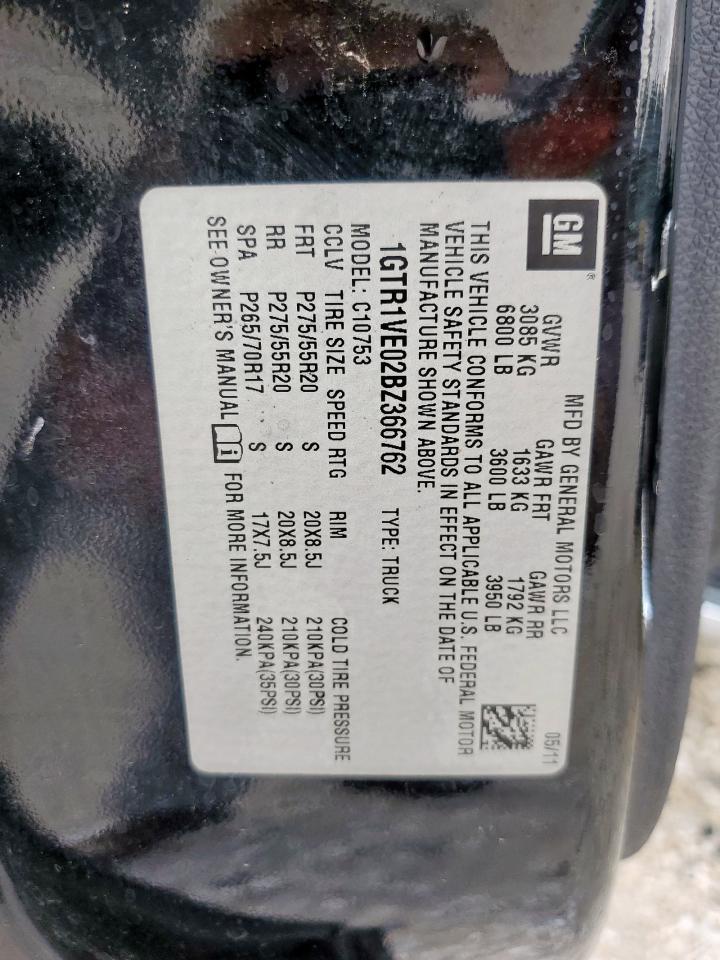 GM ®
MFD BY GENERAL MOTORS LLC 05/11
GVWR GAWR FRT GAWR RR
3085 KG 1633 KG 1792 KG
6800 LB 3600 LB 3950 LB
THIS VEHICLE CONFORMS TO ALL APPLICABLE U.S. FEDERAL MOTOR
VEHICLE SAFETY STANDARDS IN EFFECT ON THE DATE OF
MANUFACTURE SHOWN ABOVE.
1GTR1VE02BZ366762 TYPE: TRUCK
MODEL: C10753
CCLV TIRE SIZE SPEED RTG RIM COLD TIRE PRESSURE
FRT P275/55R20 S 20X8.5J 210KPA(30PSI)
RR P275/55R20 S 20X8.5J 210KPA(30PSI)
SPA P265/70R17 S 17X7.5J 240KPA(35PSI)
SEE OWNER'S MANUAL i FOR MORE INFORMATION.